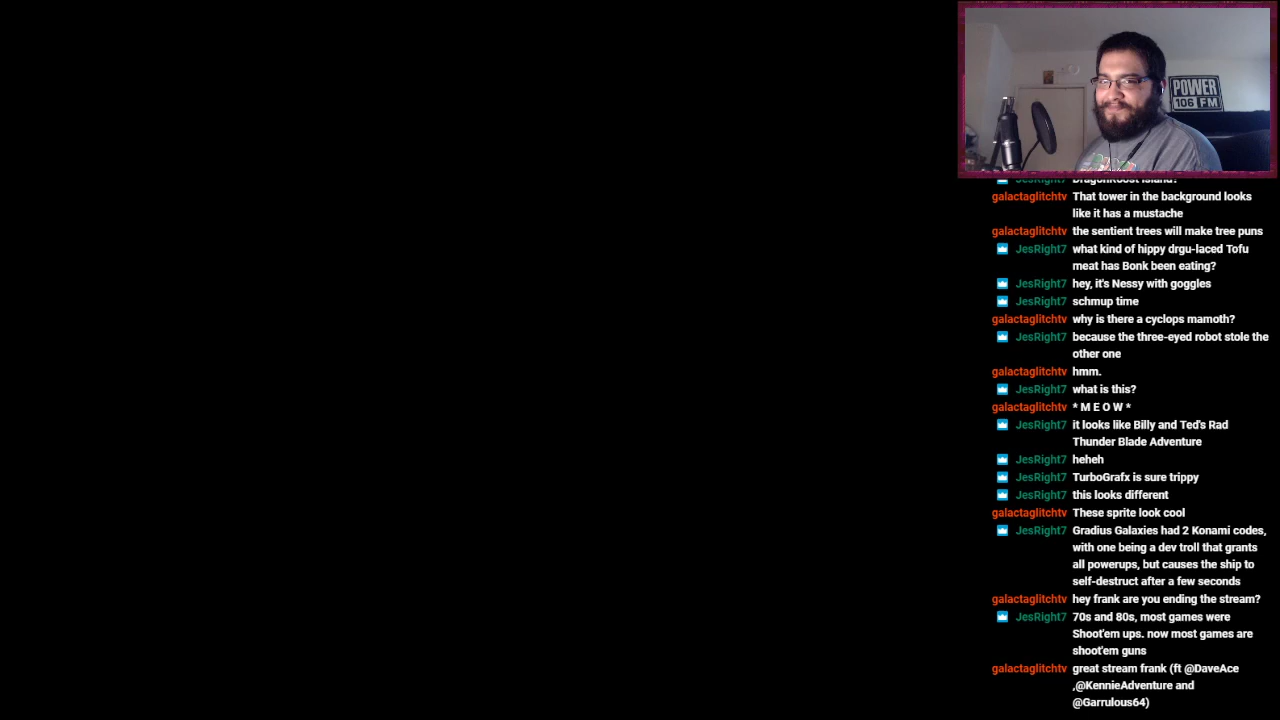 POWER
106 FM
JesRight7 DragonRoost Island?
galactaglitchtv That tower in the background looks
like it has a mustache
galactaglitchtv the sentient trees will make tree puns
JesRight7 what kind of hippy drgu-laced Tofu
meat has Bonk been eating?
JesRight7 hey, it's Nessy with goggles
JesRight7 schmup time
galactaglitchtv why is there a cyclops mamoth?
JesRight7 because the three-eyed robot stole the
other one
galactaglitchtv hmm.
JesRight7 what is this?
galactaglitchtv * M E O W *
JesRight7 it looks like Billy and Ted's Rad
Thunder Blade Adventure
JesRight7 heheh
JesRight7 TurboGrafx is sure trippy
JesRight7 this looks different
galactaglitchtv These sprite look cool
JesRight7 Gradius Galaxies had 2 Konami codes,
with one being a dev troll that grants
all powerups, but causes the ship to
self-destruct after a few seconds
galactaglitchtv hey frank are you ending the stream?
JesRight7 70s and 80s, most games were
Shoot'em ups. now most games are
shoot'em guns
galactaglitchtv great stream frank (ft @DaveAce
,@KennieAdventure and
@Garrulous64)